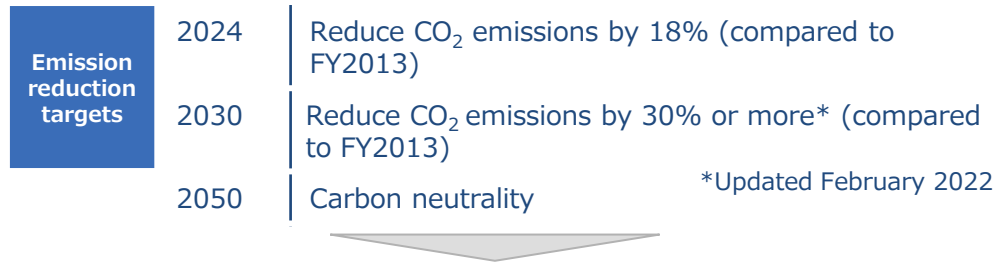 Emission
reduction
targets
2024
Reduce CO₂ emissions by 18% (compared to
FY2013)
2030
Reduce CO₂ emissions by 30% or more* (compared
to FY2013)
*Updated February 2022
2050
Carbon neutrality